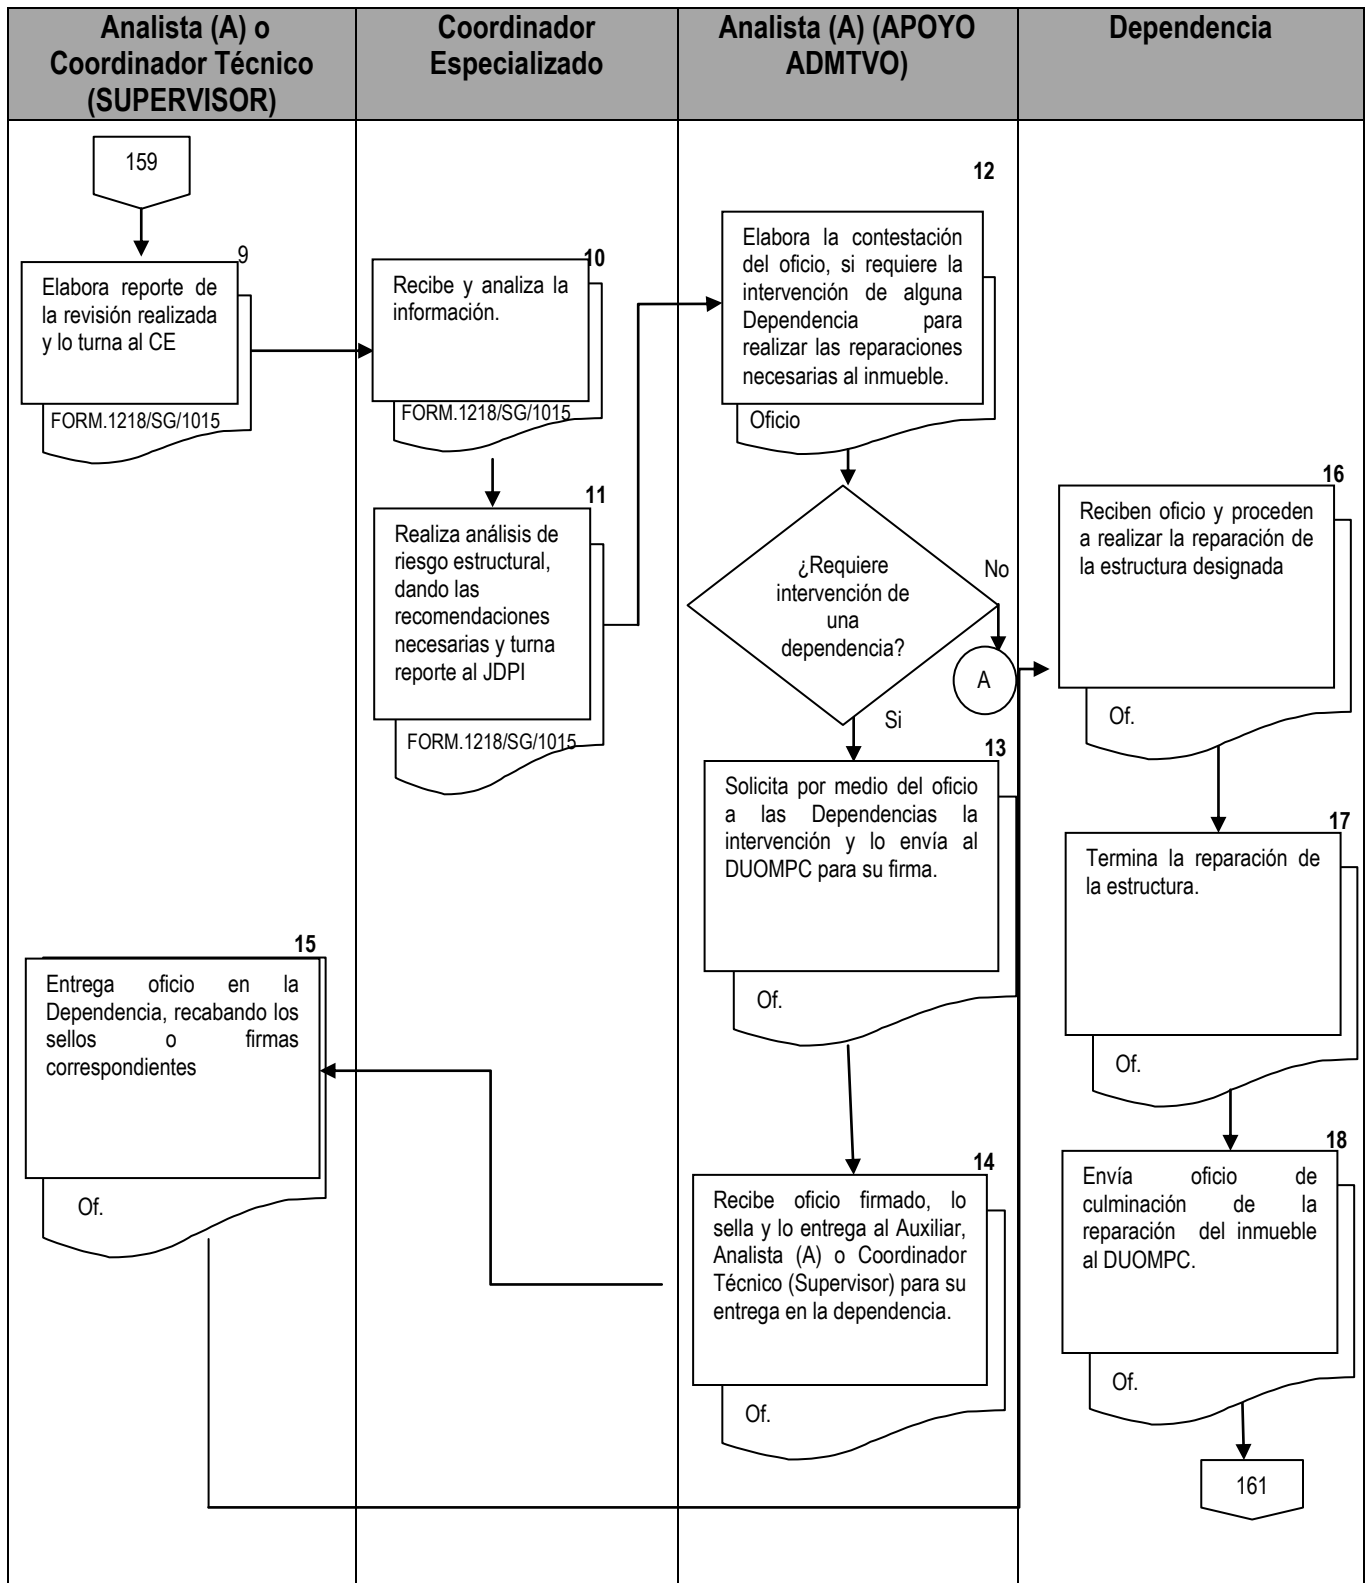 Analista (A) o
Coordinador Técnico
(SUPERVISOR)
Coordinador
Especializado
Analista (A) (APOYO
ADMTVO)
Dependencia
159
9
Elabora reporte de
la revisión realizada
y lo turna al CE
FORM.1218/SG/1015
10
Recibe y analiza la
información.
FORM.1218/SG/1015
11
Realiza análisis de
riesgo estructural,
dando las
recomendaciones
necesarias y turna
reporte al JDPI
FORM.1218/SG/1015
12
Elabora la contestación
del oficio, si requiere la
intervención de alguna
Dependencia para
realizar las reparaciones
necesarias al inmueble.
Oficio
¿Requiere
intervención de
una
dependencia?
No
A
Si
13
Solicita por medio del oficio
a las Dependencias la
intervención y lo envía al
DUOMPC para su firma.
Of.
14
Recibe oficio firmado, lo
sella y lo entrega al Auxiliar,
Analista (A) o Coordinador
Técnico (Supervisor) para su
entrega en la dependencia.
Of.
15
Entrega oficio en la
Dependencia, recabando los
sellos o firmas
correspondientes
Of.
16
Reciben oficio y proceden
a realizar la reparación de
la estructura designada
Of.
17
Termina la reparación de
la estructura.
Of.
18
Envía oficio de
culminación de la
reparación del inmueble
al DUOMPC.
Of.
161